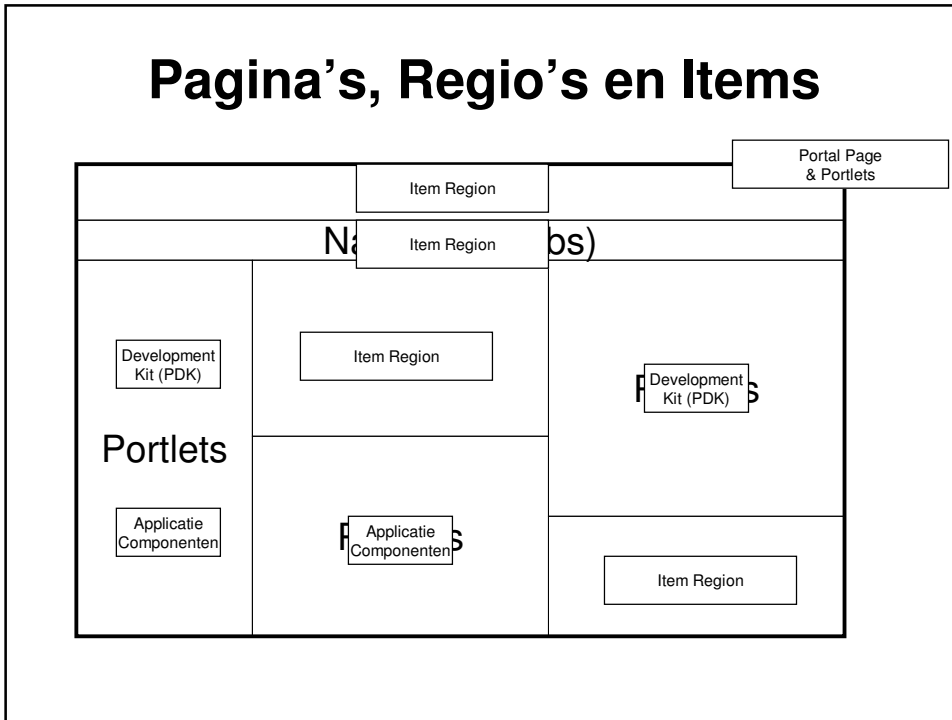 Pagina’s, Regio’s en Items
Portal Page
& Portlets
Item Region
Item Region
Item Region
Development
Kit (PDK)
Development
Kit (PDK)
Portlets
Applicatie
Componenten
Applicatie
Componenten
Item Region